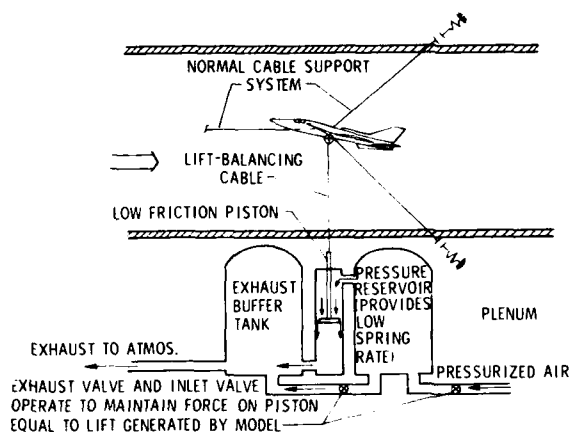 NORMAL CABLE SUPPORT
SYSTEM
LIFT-BALANCING
CABLE
LOW FRICTION PISTON
EXHAUST
BUFFER
TANK
PRESSURE
RESERVOIR
(PROVIDES
LOW
SPRING
RATE)
PLENUM
EXHAUST TO ATMOS.
PRESSURIZED AIR
EXHAUST VALVE AND INLET VALVE
OPERATE TO MAINTAIN FORCE ON PISTON
EQUAL TO LIFT GENERATED BY MODEL